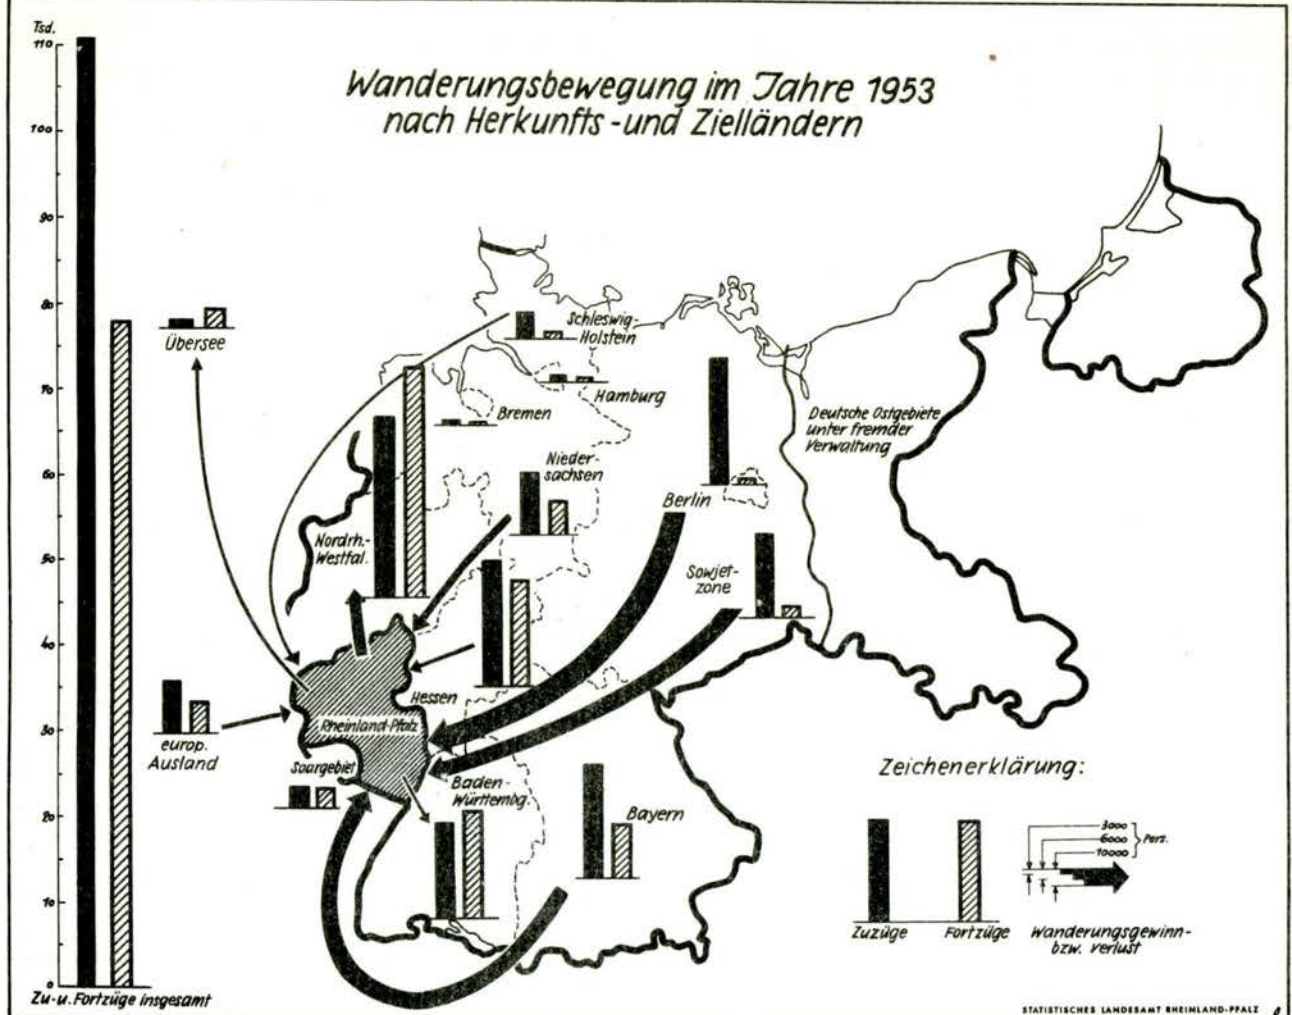 Tsd.
110
100
90
80
70
60
50
40
30
20
10
0
Zu-u. Fortzüge insgesamt
Wanderungsbewegung im Jahre 1953
nach Herkunfts-und Zielländern
Übersee
Schleswig-
Holstein
Hamburg
Bremen
Nieder-
sachsen
Nordrh.-
Westfal.
Berlin
Sowjet-
zone
Deutsche Ostgebiete
unter fremder
Verwaltung
Hessen
Rheinland-Pfalz
europ.
Ausland
Saargebiet
Baden-
Württembg.
Bayern
Zeichenerklärung:
3000
6000
10000
Pers.
Zuzüge
Fortzüge
Wanderungsgewinn-
bzw. verlust
STATISTISCHES LANDESAMT RHEINLAND-PFALZ